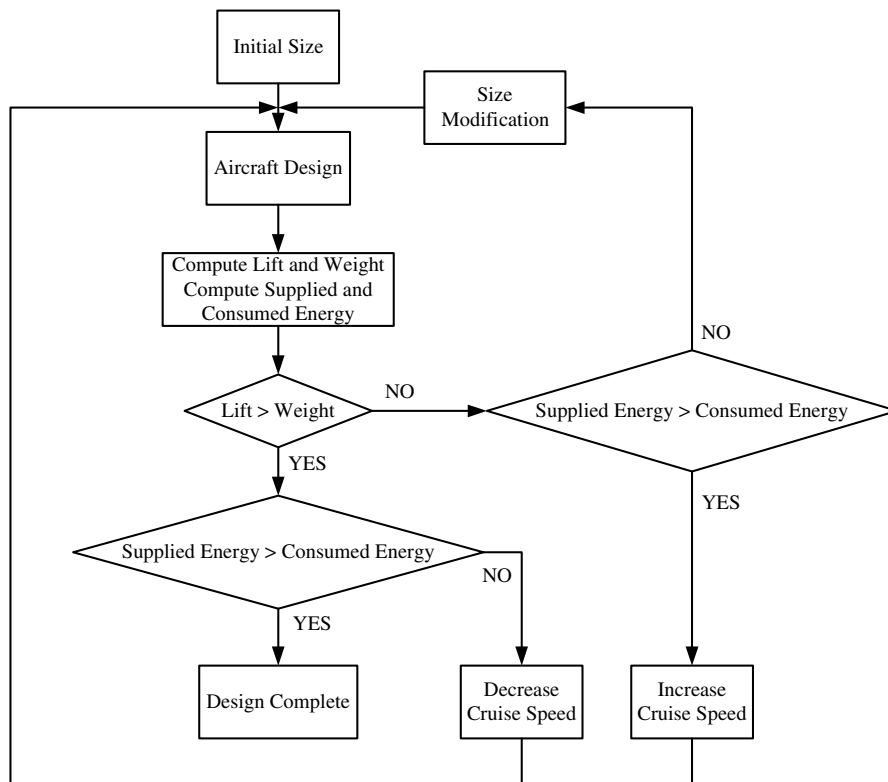 Initial Size
Size
Modification
Aircraft Design
Compute Lift and Weight
Compute Supplied and
Consumed Energy
NO
Lift > Weight
NO
Supplied Energy > Consumed Energy
YES
YES
Supplied Energy > Consumed Energy
NO
YES
Design Complete
Decrease
Cruise Speed
Increase
Cruise Speed